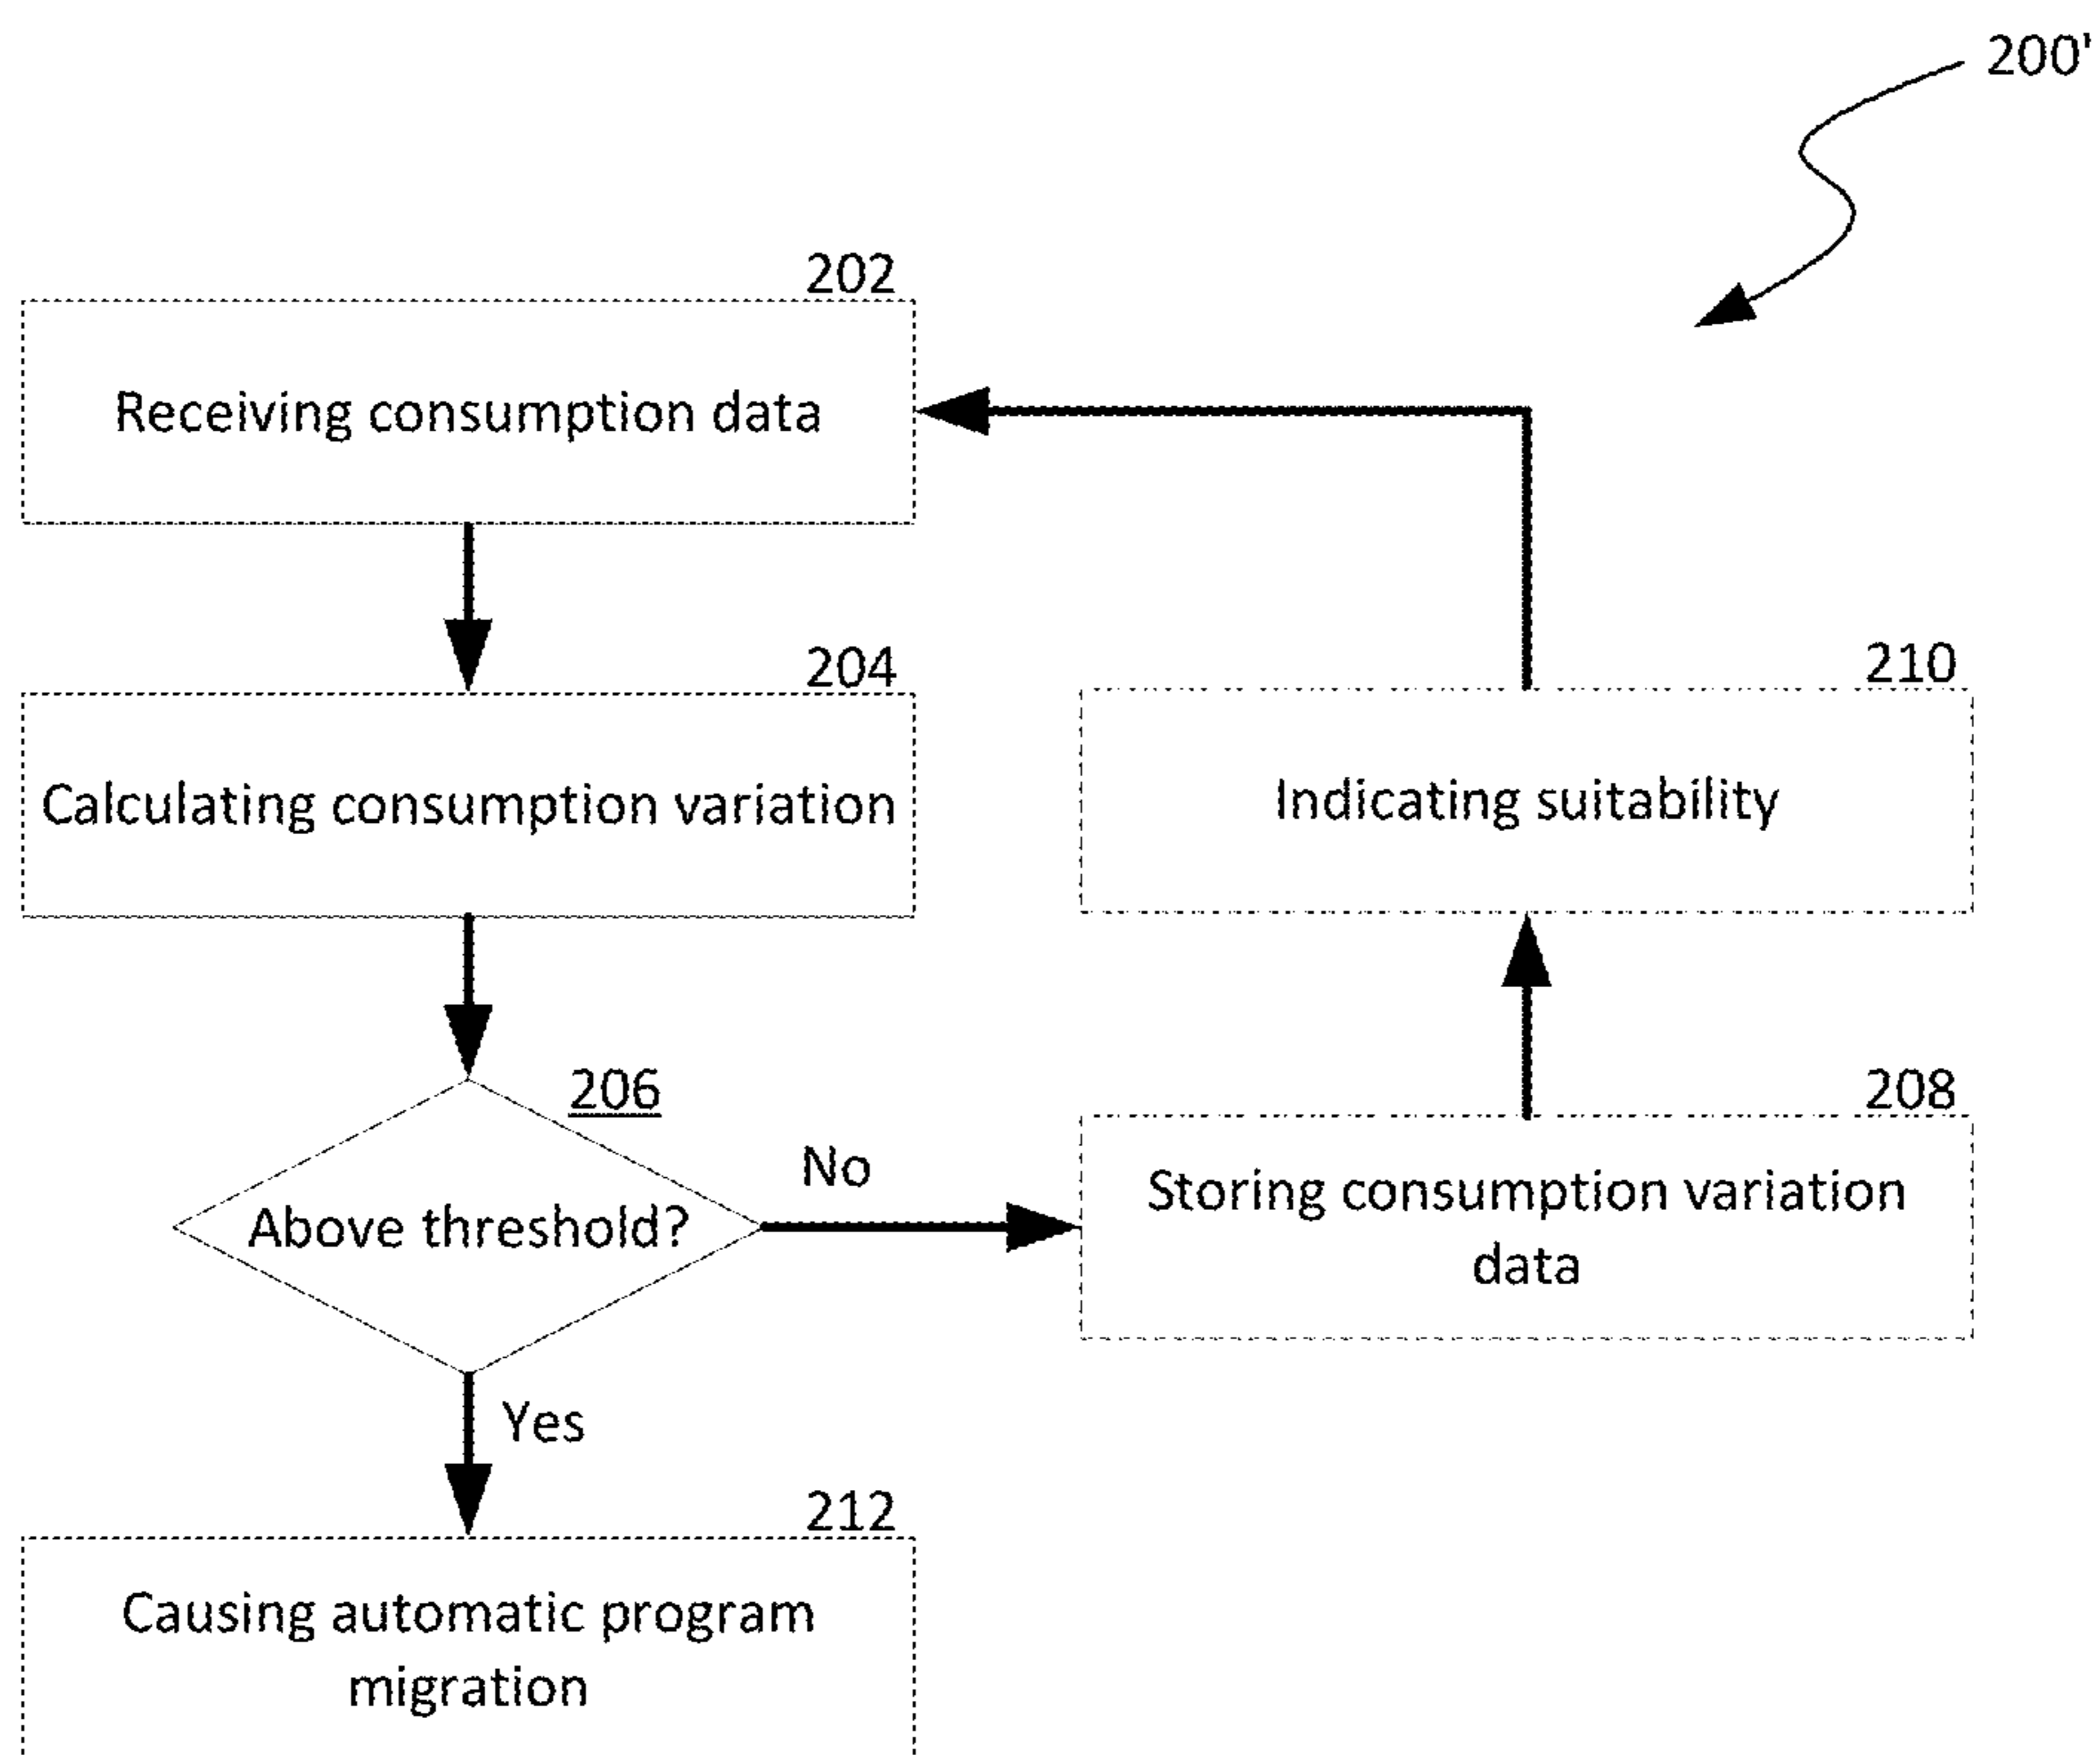 200'
202
Receiving consumption data
204
Calculating consumption variation
210
Indicating suitability
206
Above threshold?
No
208
Storing consumption variation
data
Yes
212
Causing automatic program
migration